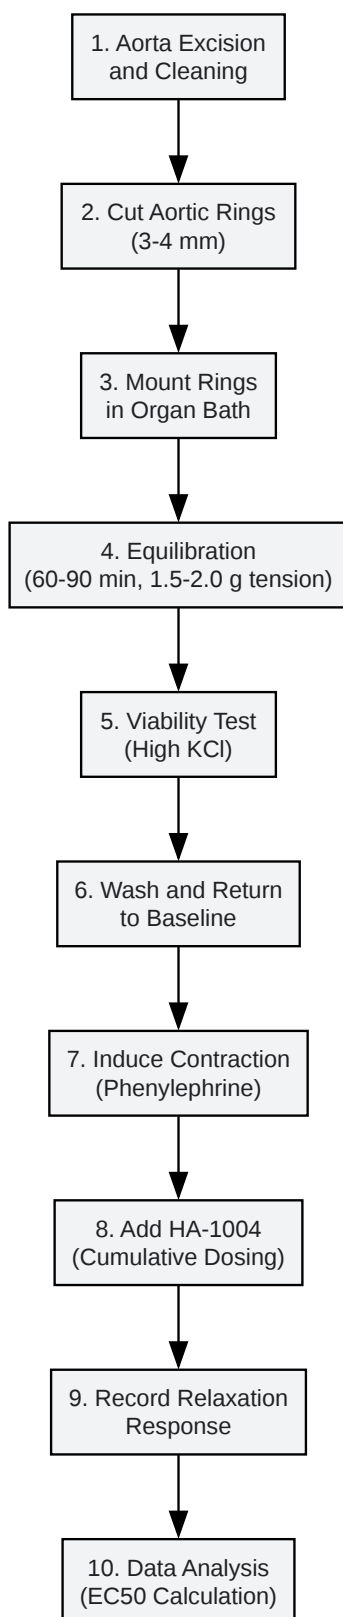 1. Aorta Excision
and Cleaning
2. Cut Aortic Rings
(3-4 mm)
3. Mount Rings
in Organ Bath
4. Equilibration
(60-90 min, 1.5-2.0 g tension)
5. Viability Test
(High KCl)
6. Wash and Return
to Baseline
7. Induce Contraction
(Phenylephrine)
8. Add HA-1004
(Cumulative Dosing)
9. Record Relaxation
Response
10. Data Analysis
(EC50 Calculation)